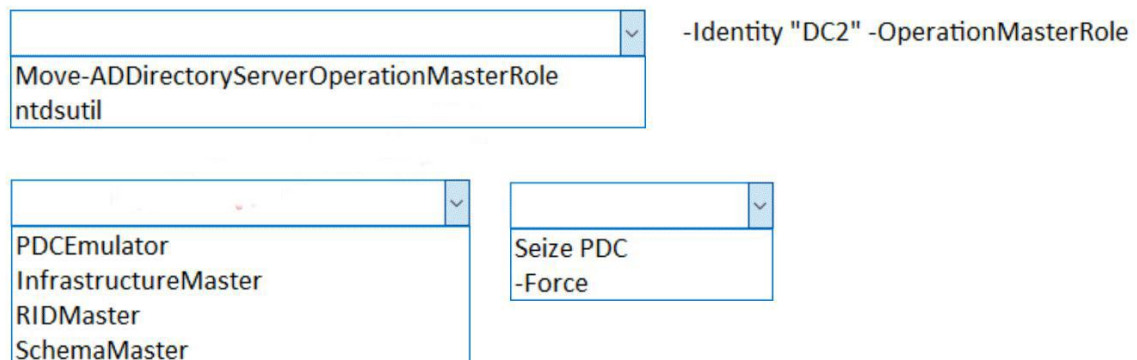 -Identity "DC2" -OperationMasterRole
Move-ADDirectoryServerOperationMasterRole
ntdsutil
PDCEmulator
InfrastructureMaster
RIDMaster
SchemaMaster
Seize PDC
-Force